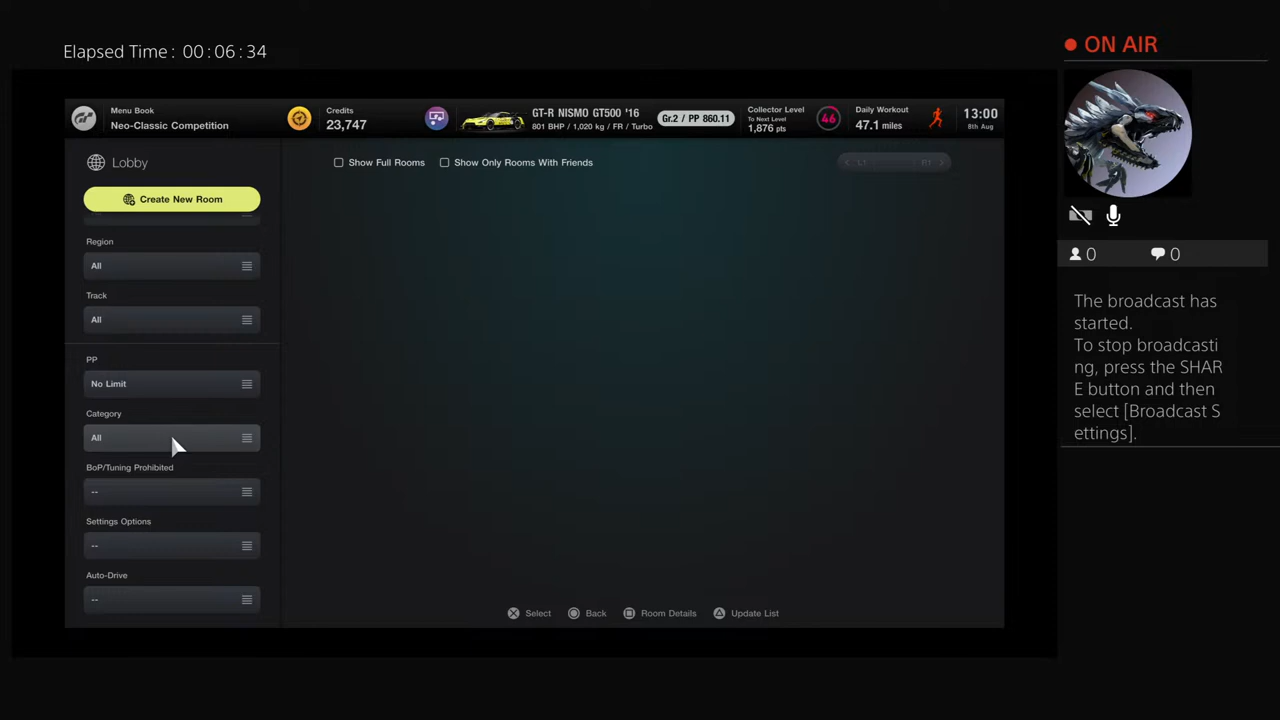 Elapsed Time : 00:06:34
ON AIR
Menu Book
Neo-Classic Competition
Credits
23,747
GT-R NISMO GT500 '16
801 BHP / 1,020 kg / FR / Turbo
Gr.2 / PP 860.11
Collector Level
To Next Level
1,876 pts
46
Daily Workout
47.1 miles
13:00
8th Aug
Lobby
Show Full Rooms
Show Only Rooms With Friends
L1
R1
Create New Room
Region
All
Track
All
PP
No Limit
Category
All
BoP/Tuning Prohibited
--
Settings Options
--
Auto-Drive
--
Select
Back
Room Details
Update List
0
0
The broadcast has
started.
To stop broadcasti
ng, press the SHAR
E button and then
select [Broadcast S
ettings].